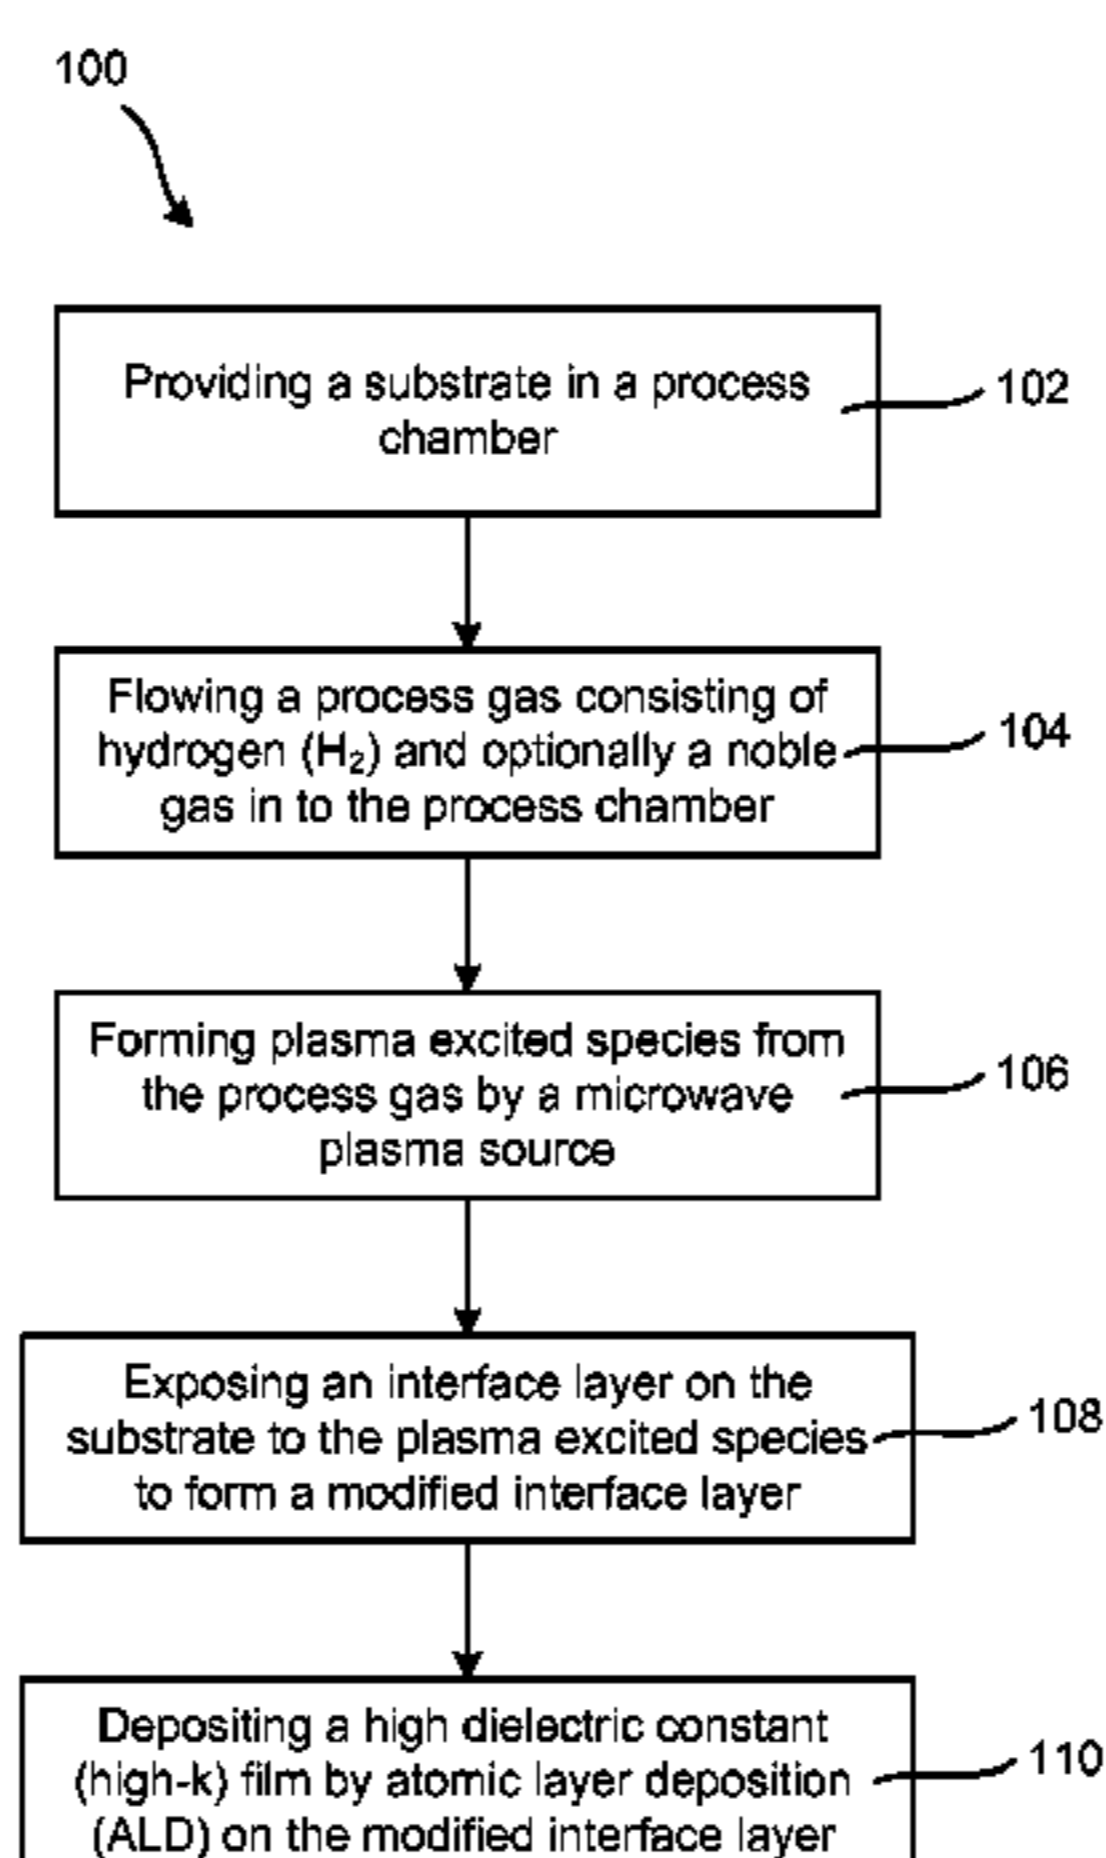 100
Providing a substrate in a process
chamber
102
Flowing a process gas consisting of
hydrogen (H₂) and optionally a noble
gas in to the process chamber
104
Forming plasma excited species from
the process gas by a microwave
plasma source
106
Exposing an interface layer on the
substrate to the plasma excited species
to form a modified interface layer
108
Depositing a high dielectric constant
(high-k) film by atomic layer deposition
(ALD) on the modified interface layer
110